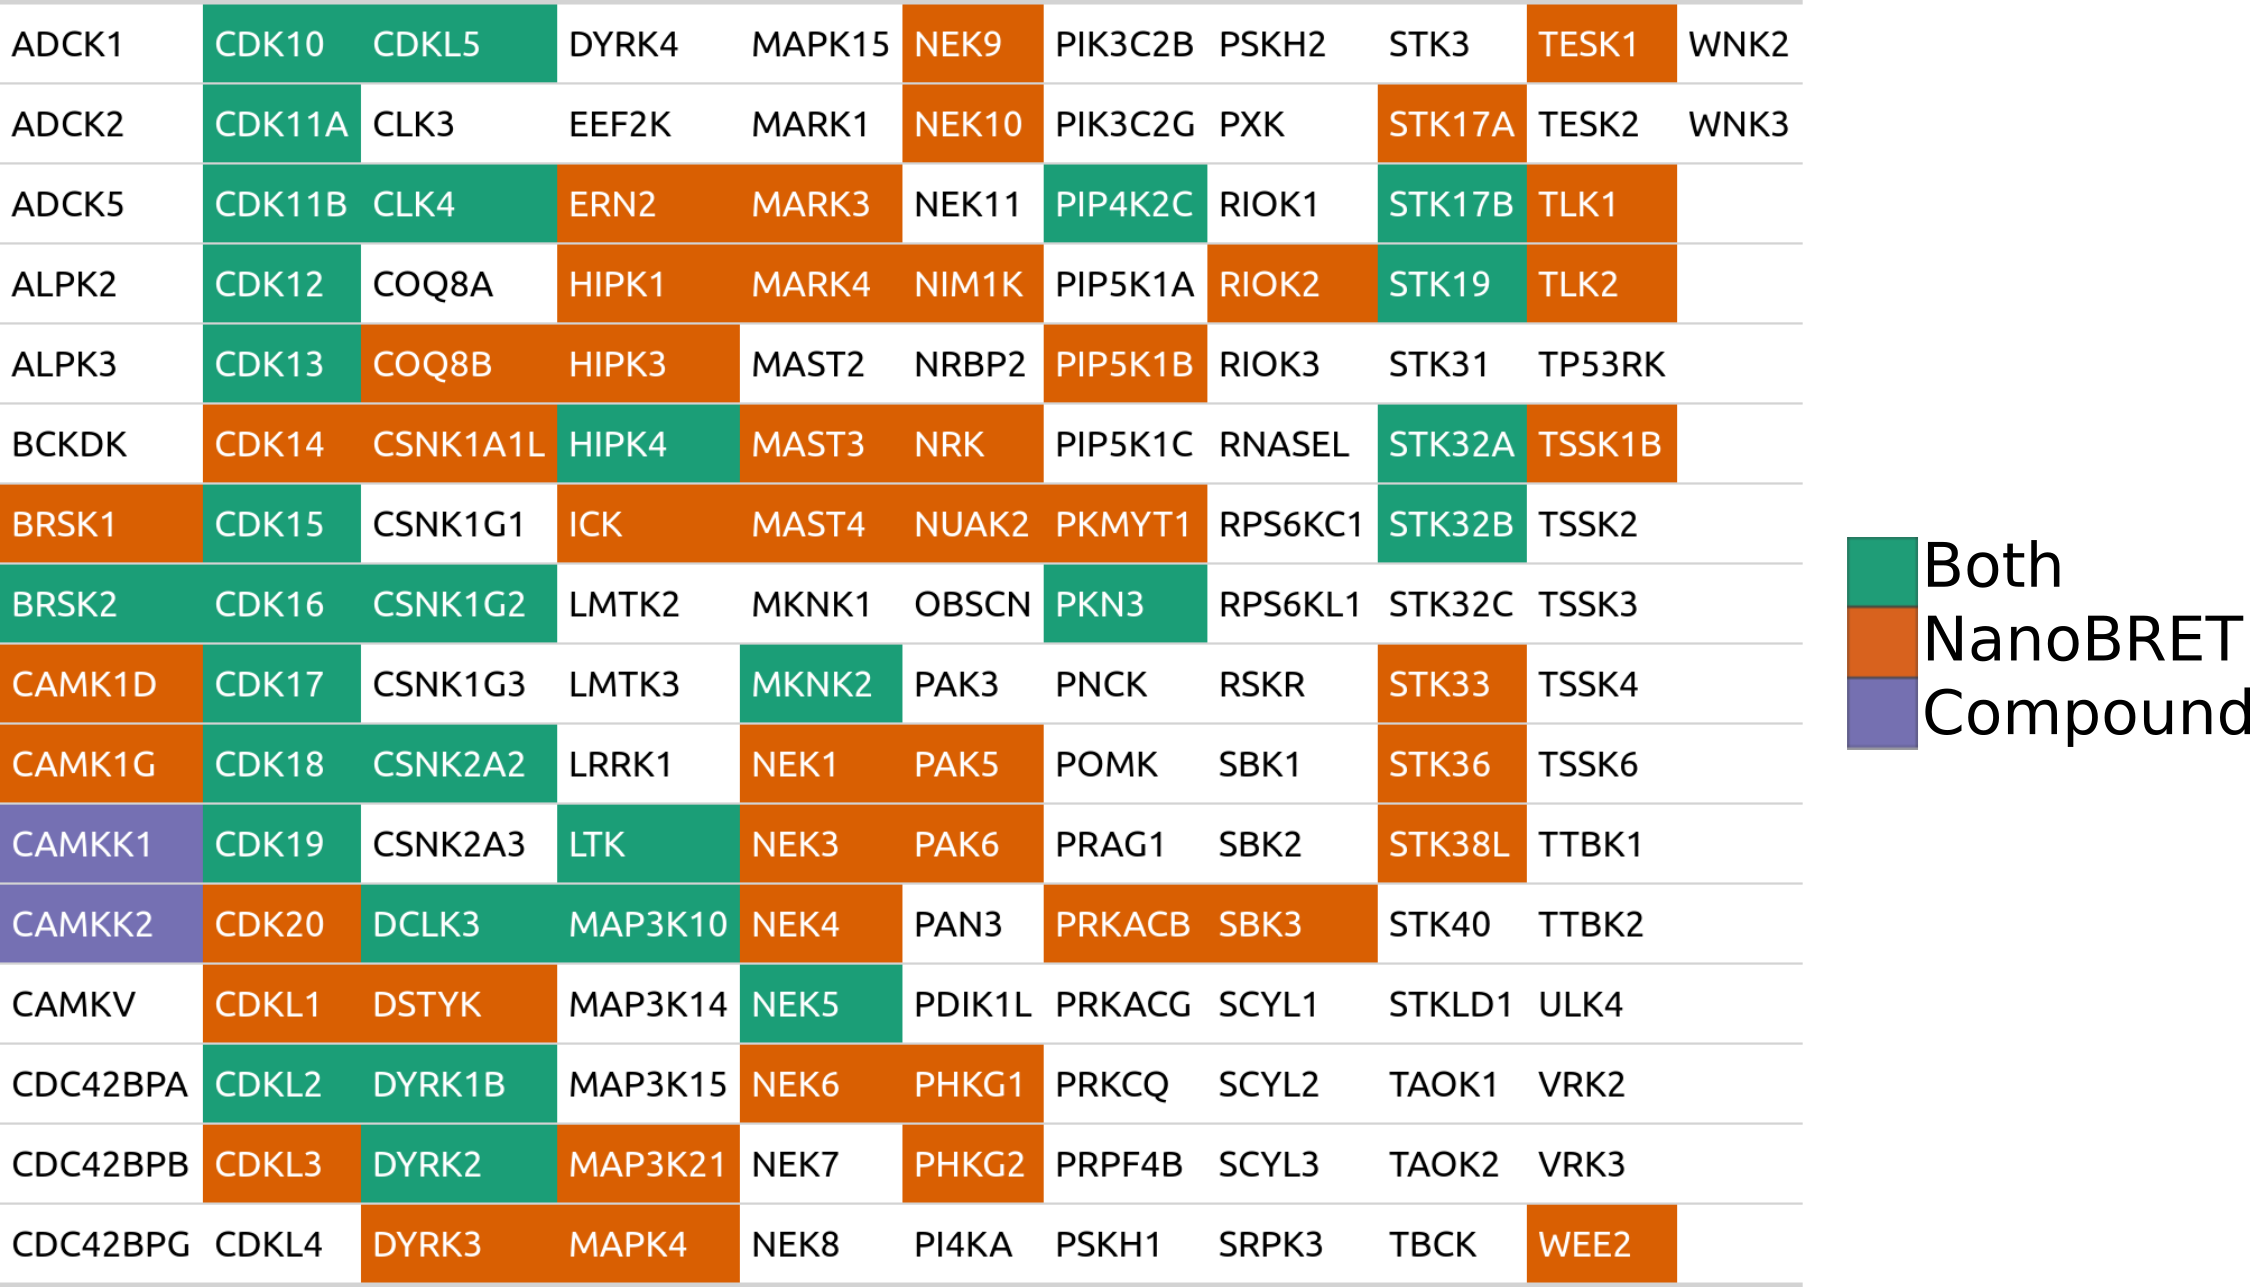 ADCK1 CDK10 CDKL5 DYRK4 MAPK15 NEK9 PIK3C2B PSKH2 STK3 TESK1 WNK2
ADCK2 CDK11A CLK3 EEF2K MARK1 NEK10 PIK3C2G PXK STK17A TESK2 WNK3
ADCK5 CDK11B CLK4 ERN2 MARK3 NEK11 PIP4K2C RIOK1 STK17B TLK1
ALPK2 CDK12 COQ8A HIPK1 MARK4 NIM1K PIP5K1A RIOK2 STK19 TLK2
ALPK3 CDK13 COQ8B HIPK3 MAST2 NRBP2 PIP5K1B RIOK3 STK31 TP53RK
BCKDK CDK14 CSNK1A1L HIPK4 MAST3 NRK PIP5K1C RNASEL STK32A TSSK1B
BRSK1 CDK15 CSNK1G1 ICK MAST4 NUAK2 PKMYT1 RPS6KC1 STK32B TSSK2
BRSK2 CDK16 CSNK1G2 LMTK2 MKNK1 OBSCN PKN3 RPS6KL1 STK32C TSSK3
CAMK1D CDK17 CSNK1G3 LMTK3 MKNK2 PAK3 PNCK RSKR STK33 TSSK4
CAMK1G CDK18 CSNK2A2 LRRK1 NEK1 PAK5 POMK SBK1 STK36 TSSK6
CAMKK1 CDK19 CSNK2A3 LTK NEK3 PAK6 PRAG1 SBK2 STK38L TTBK1
CAMKK2 CDK20 DCLK3 MAP3K10 NEK4 PAN3 PRKACB SBK3 STK40 TTBK2
CAMKV CDKL1 DSTYK MAP3K14 NEK5 PDIK1L PRKACG SCYL1 STKLD1 ULK4
CDC42BPA CDKL2 DYRK1B MAP3K15 NEK6 PHKG1 PRKCQ SCYL2 TAOK1 VRK2
CDC42BPB CDKL3 DYRK2 MAP3K21 NEK7 PHKG2 PRPF4B SCYL3 TAOK2 VRK3
CDC42BPG CDKL4 DYRK3 MAPK4 NEK8 PI4KA PSKH1 SRPK3 TBCK WEE2
Both
NanoBRET
Compound